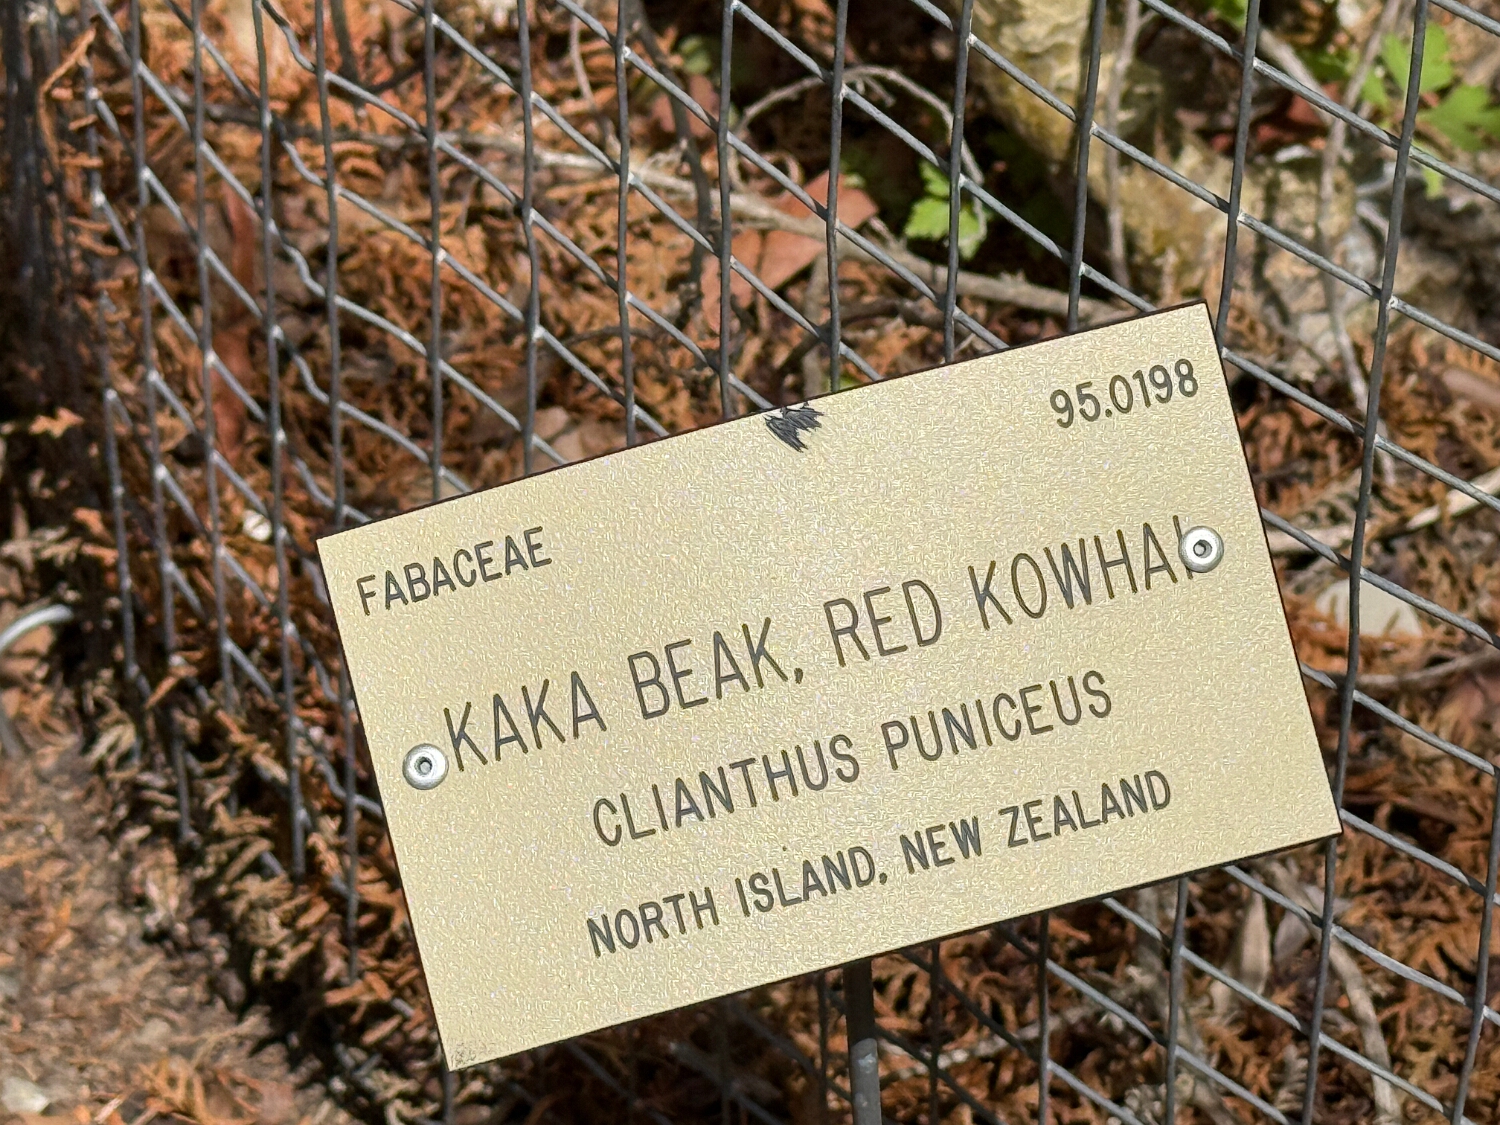 95.0198
FABACEAE
KAKA BEAK, RED KOWHAI
CLIANTHUS PUNICEUS
NORTH ISLAND, NEW ZEALAND